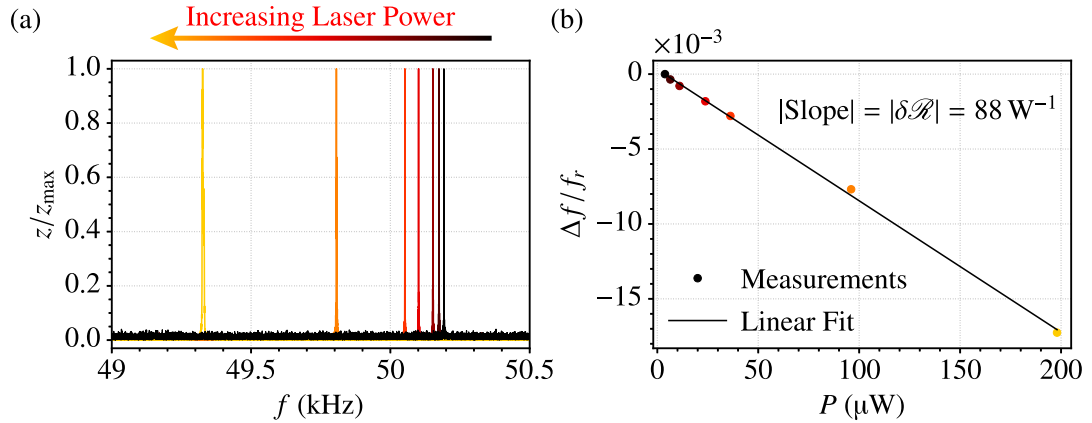 (a)
Increasing Laser Power
1.0
0.8
0.6
0.4
0.2
0.0
z/z_max
49
49.5
50
50.5
f (kHz)
(b)
×10⁻³
0
−5
−10
−15
Δf/f_r
|Slope| = |δℛ| = 88 W⁻¹
Measurements
Linear Fit
0
50
100
150
200
P (μW)